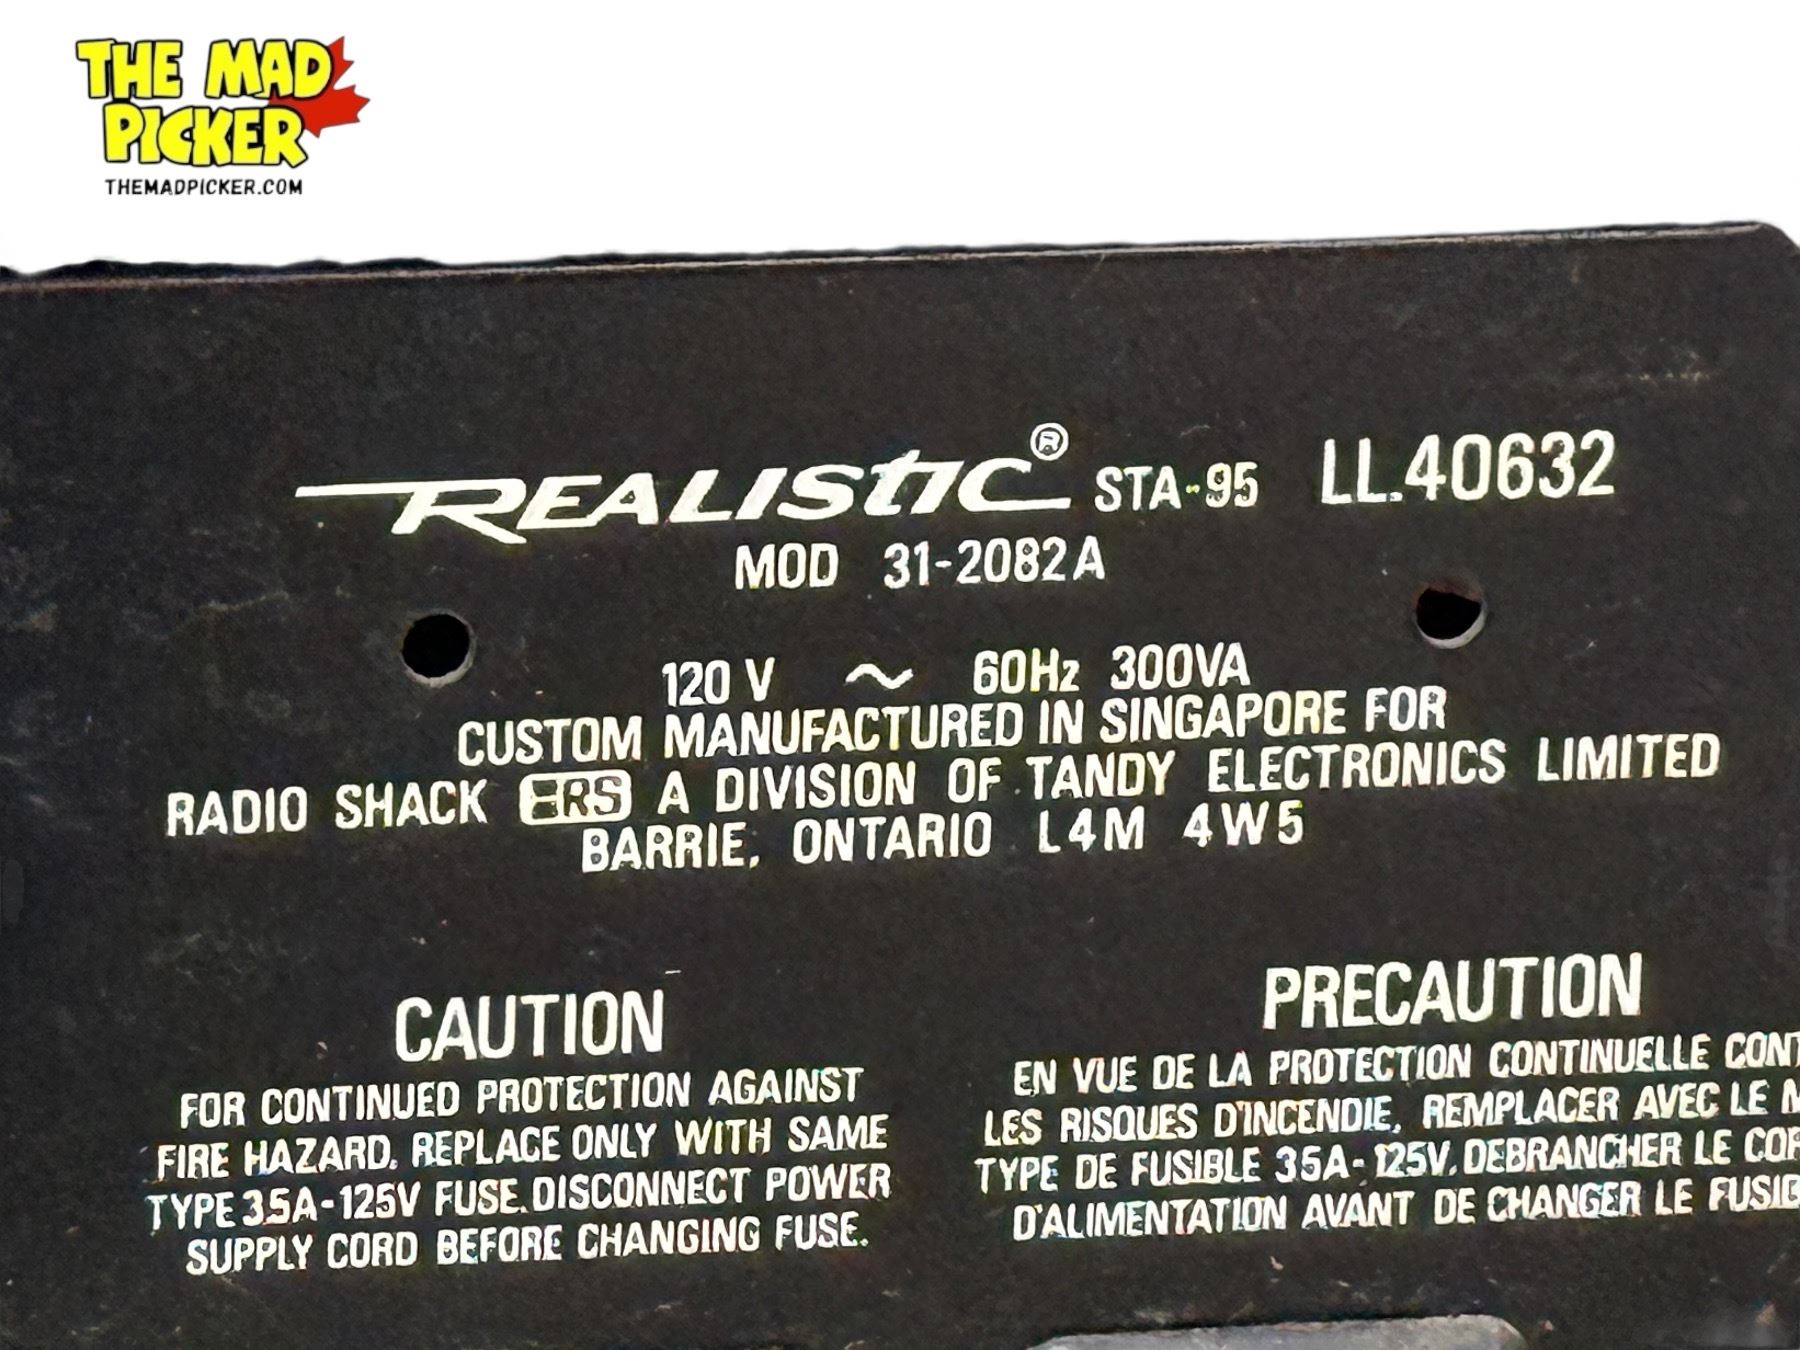 THE MAD
PICKER
THEMADPICKER.COM
REALISTIC® STA-95 LL.40632
MOD 31-2082A
120 V ~ 60Hz 300VA
CUSTOM MANUFACTURED IN SINGAPORE FOR
RADIO SHACK ERS A DIVISION OF TANDY ELECTRONICS LIMITED
BARRIE, ONTARIO L4M 4W5
CAUTION
FOR CONTINUED PROTECTION AGAINST
FIRE HAZARD, REPLACE ONLY WITH SAME
TYPE 3.5A-125V FUSE. DISCONNECT POWER
SUPPLY CORD BEFORE CHANGING FUSE.
PRECAUTION
EN VUE DE LA PROTECTION CONTINUELLE CONT
LES RISQUES D'INCENDIE, REMPLACER AVEC LE M
TYPE DE FUSIBLE 3.5A-125V. DEBRANCHER LE COR
D'ALIMENTATION AVANT DE CHANGER LE FUSIB